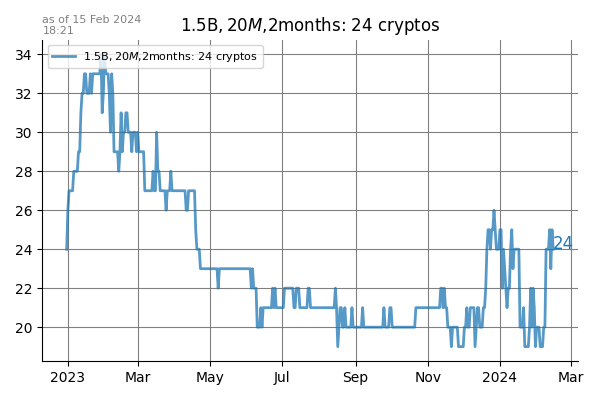 as of 15 Feb 2024
18:21
1.5B, 20M,2months: 24 cryptos
1.5B, 20M,2months: 24 cryptos
34
32
30
28
26
24
22
20
24
2023
Mar
May
Jul
Sep
Nov
2024
Mar